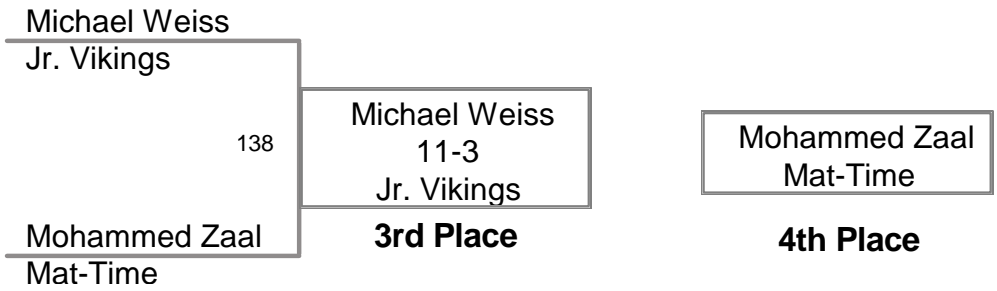 Michael Weiss
Jr. Vikings
138
Mohammed Zaal
Mat-Time
Michael Weiss
11-3
Jr. Vikings
3rd Place
Mohammed Zaal
Mat-Time
4th Place